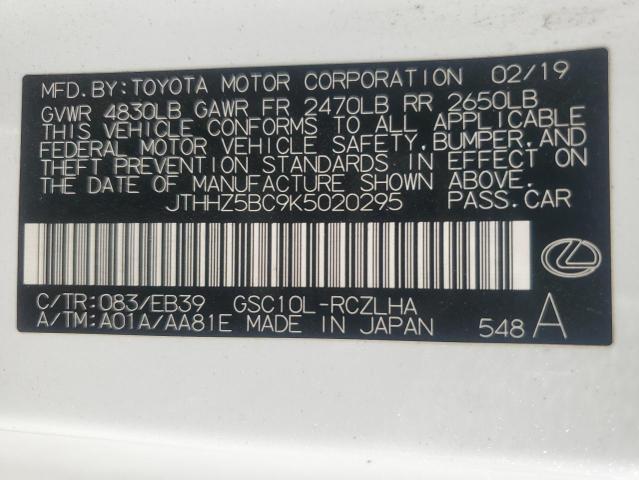 MFD.BY:TOYOTA MOTOR CORPORATION 02/19
GVWR 4830LB GAWR FR 2470LB RR 2650LB
THIS VEHICLE CONFORMS TO ALL APPLICABLE
FEDERAL MOTOR VEHICLE SAFETY,BUMPER,AND
THEFT PREVENTION STANDARDS IN EFFECT ON
THE DATE OF MANUFACTURE SHOWN ABOVE.
JTHHZ5BC9K5020295 PASS.CAR
C/TR:083/EB39 GSC10L-RCZLHA
A/TM:A01A/AA81E MADE IN JAPAN 548 A